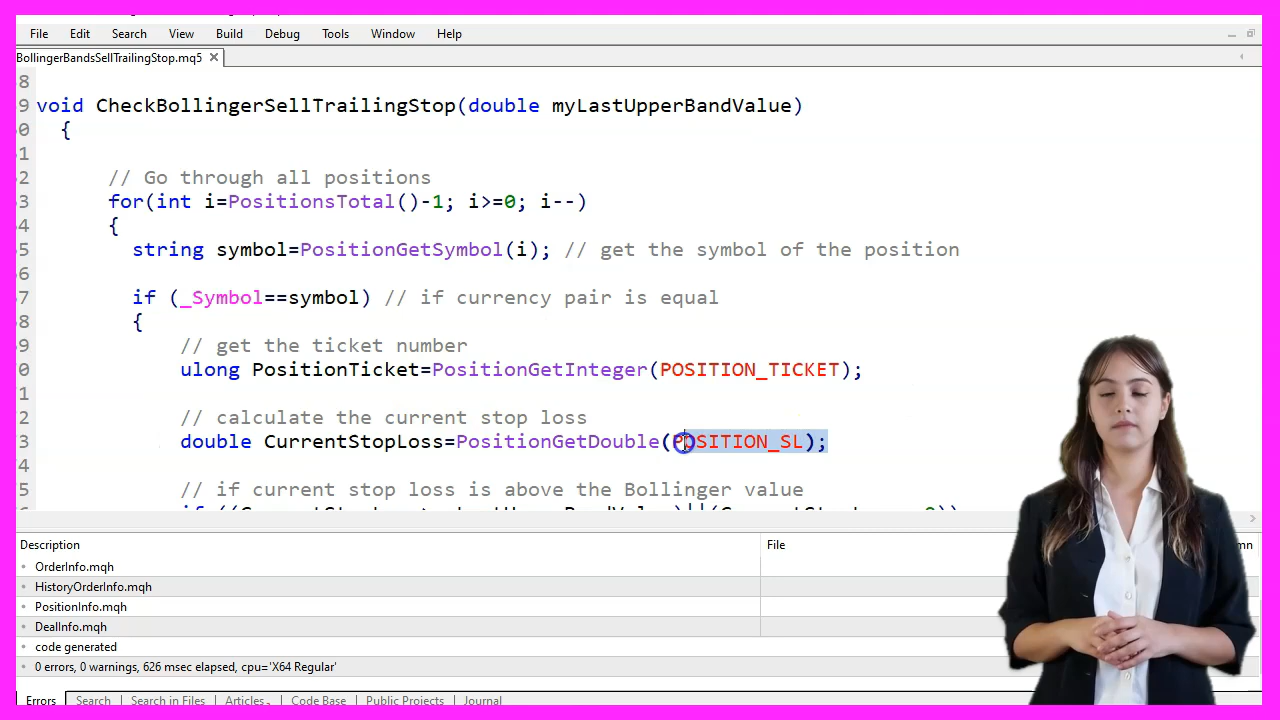 File Edit Search View Build Debug Tools Window Help
BollingerBandsSellTrailingStop.mq5
8
9 void CheckBollingerSellTrailingStop(double myLastUpperBandValue)
0 {
1
2 // Go through all positions
3 for(int i=PositionsTotal()-1; i>=0; i--)
4 {
5 string symbol=PositionGetSymbol(i); // get the symbol of the position
6
7 if (_Symbol==symbol) // if currency pair is equal
8 {
9 // get the ticket number
0 ulong PositionTicket=PositionGetInteger(POSITION_TICKET);
1
2 // calculate the current stop loss
3 double CurrentStopLoss=PositionGetDouble(POSITION_SL);
4
5 // if current stop loss is above the Bollinger value
Description File
OrderInfo.mqh
HistoryOrderInfo.mqh
PositionInfo.mqh
DealInfo.mqh
code generated
0 errors, 0 warnings, 626 msec elapsed, cpu='X64 Regular'
Errors Search Search in Files Articles Code Base Public Projects Journal